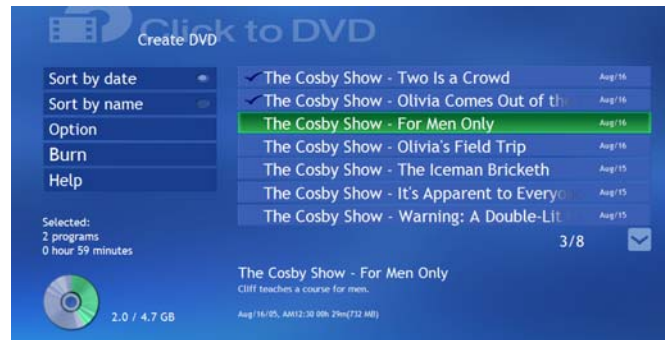 Click to DVD
Create DVD
Sort by date
Sort by name
Option
Burn
Help
Selected:
2 programs
0 hour 59 minutes
2.0 / 4.7 GB
The Cosby Show - Two Is a Crowd Aug/16
The Cosby Show - Olivia Comes Out of th Aug/16
The Cosby Show - For Men Only Aug/16
The Cosby Show - Olivia's Field Trip Aug/16
The Cosby Show - The Iceman Bricketh Aug/15
The Cosby Show - It's Apparent to Everyo Aug/15
The Cosby Show - Warning: A Double-Lit Aug/15
3/8
The Cosby Show - For Men Only
Cliff teaches a course for men.
Aug/16/05, AM12:30 00h 29m(732 MB)